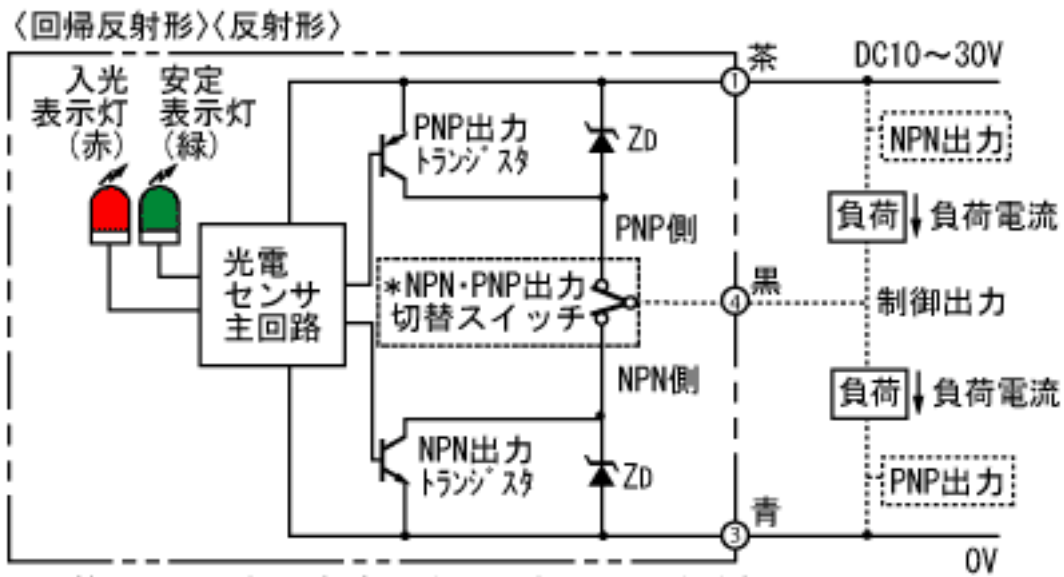 〈回帰反射形〉〈反射形〉
入光
表示灯
(赤)
安定
表示灯
(緑)
PNP出力
トランジスタ
ZD
PNP側
光電
センサ
主回路
*NPN・PNP出力
切替スイッチ
NPN側
NPN出力
トランジスタ
ZD
茶
①
DC10～30V
NPN出力
負荷
負荷電流
黒
④
制御出力
負荷
負荷電流
PNP出力
青
③
0V